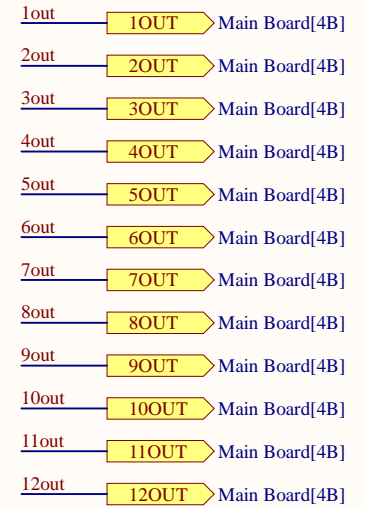 1out 1OUT Main Board[4B]
2out 2OUT Main Board[4B]
3out 3OUT Main Board[4B]
4out 4OUT Main Board[4B]
5out 5OUT Main Board[4B]
6out 6OUT Main Board[4B]
7out 7OUT Main Board[4B]
8out 8OUT Main Board[4B]
9out 9OUT Main Board[4B]
10out 10OUT Main Board[4B]
11out 11OUT Main Board[4B]
12out 12OUT Main Board[4B]